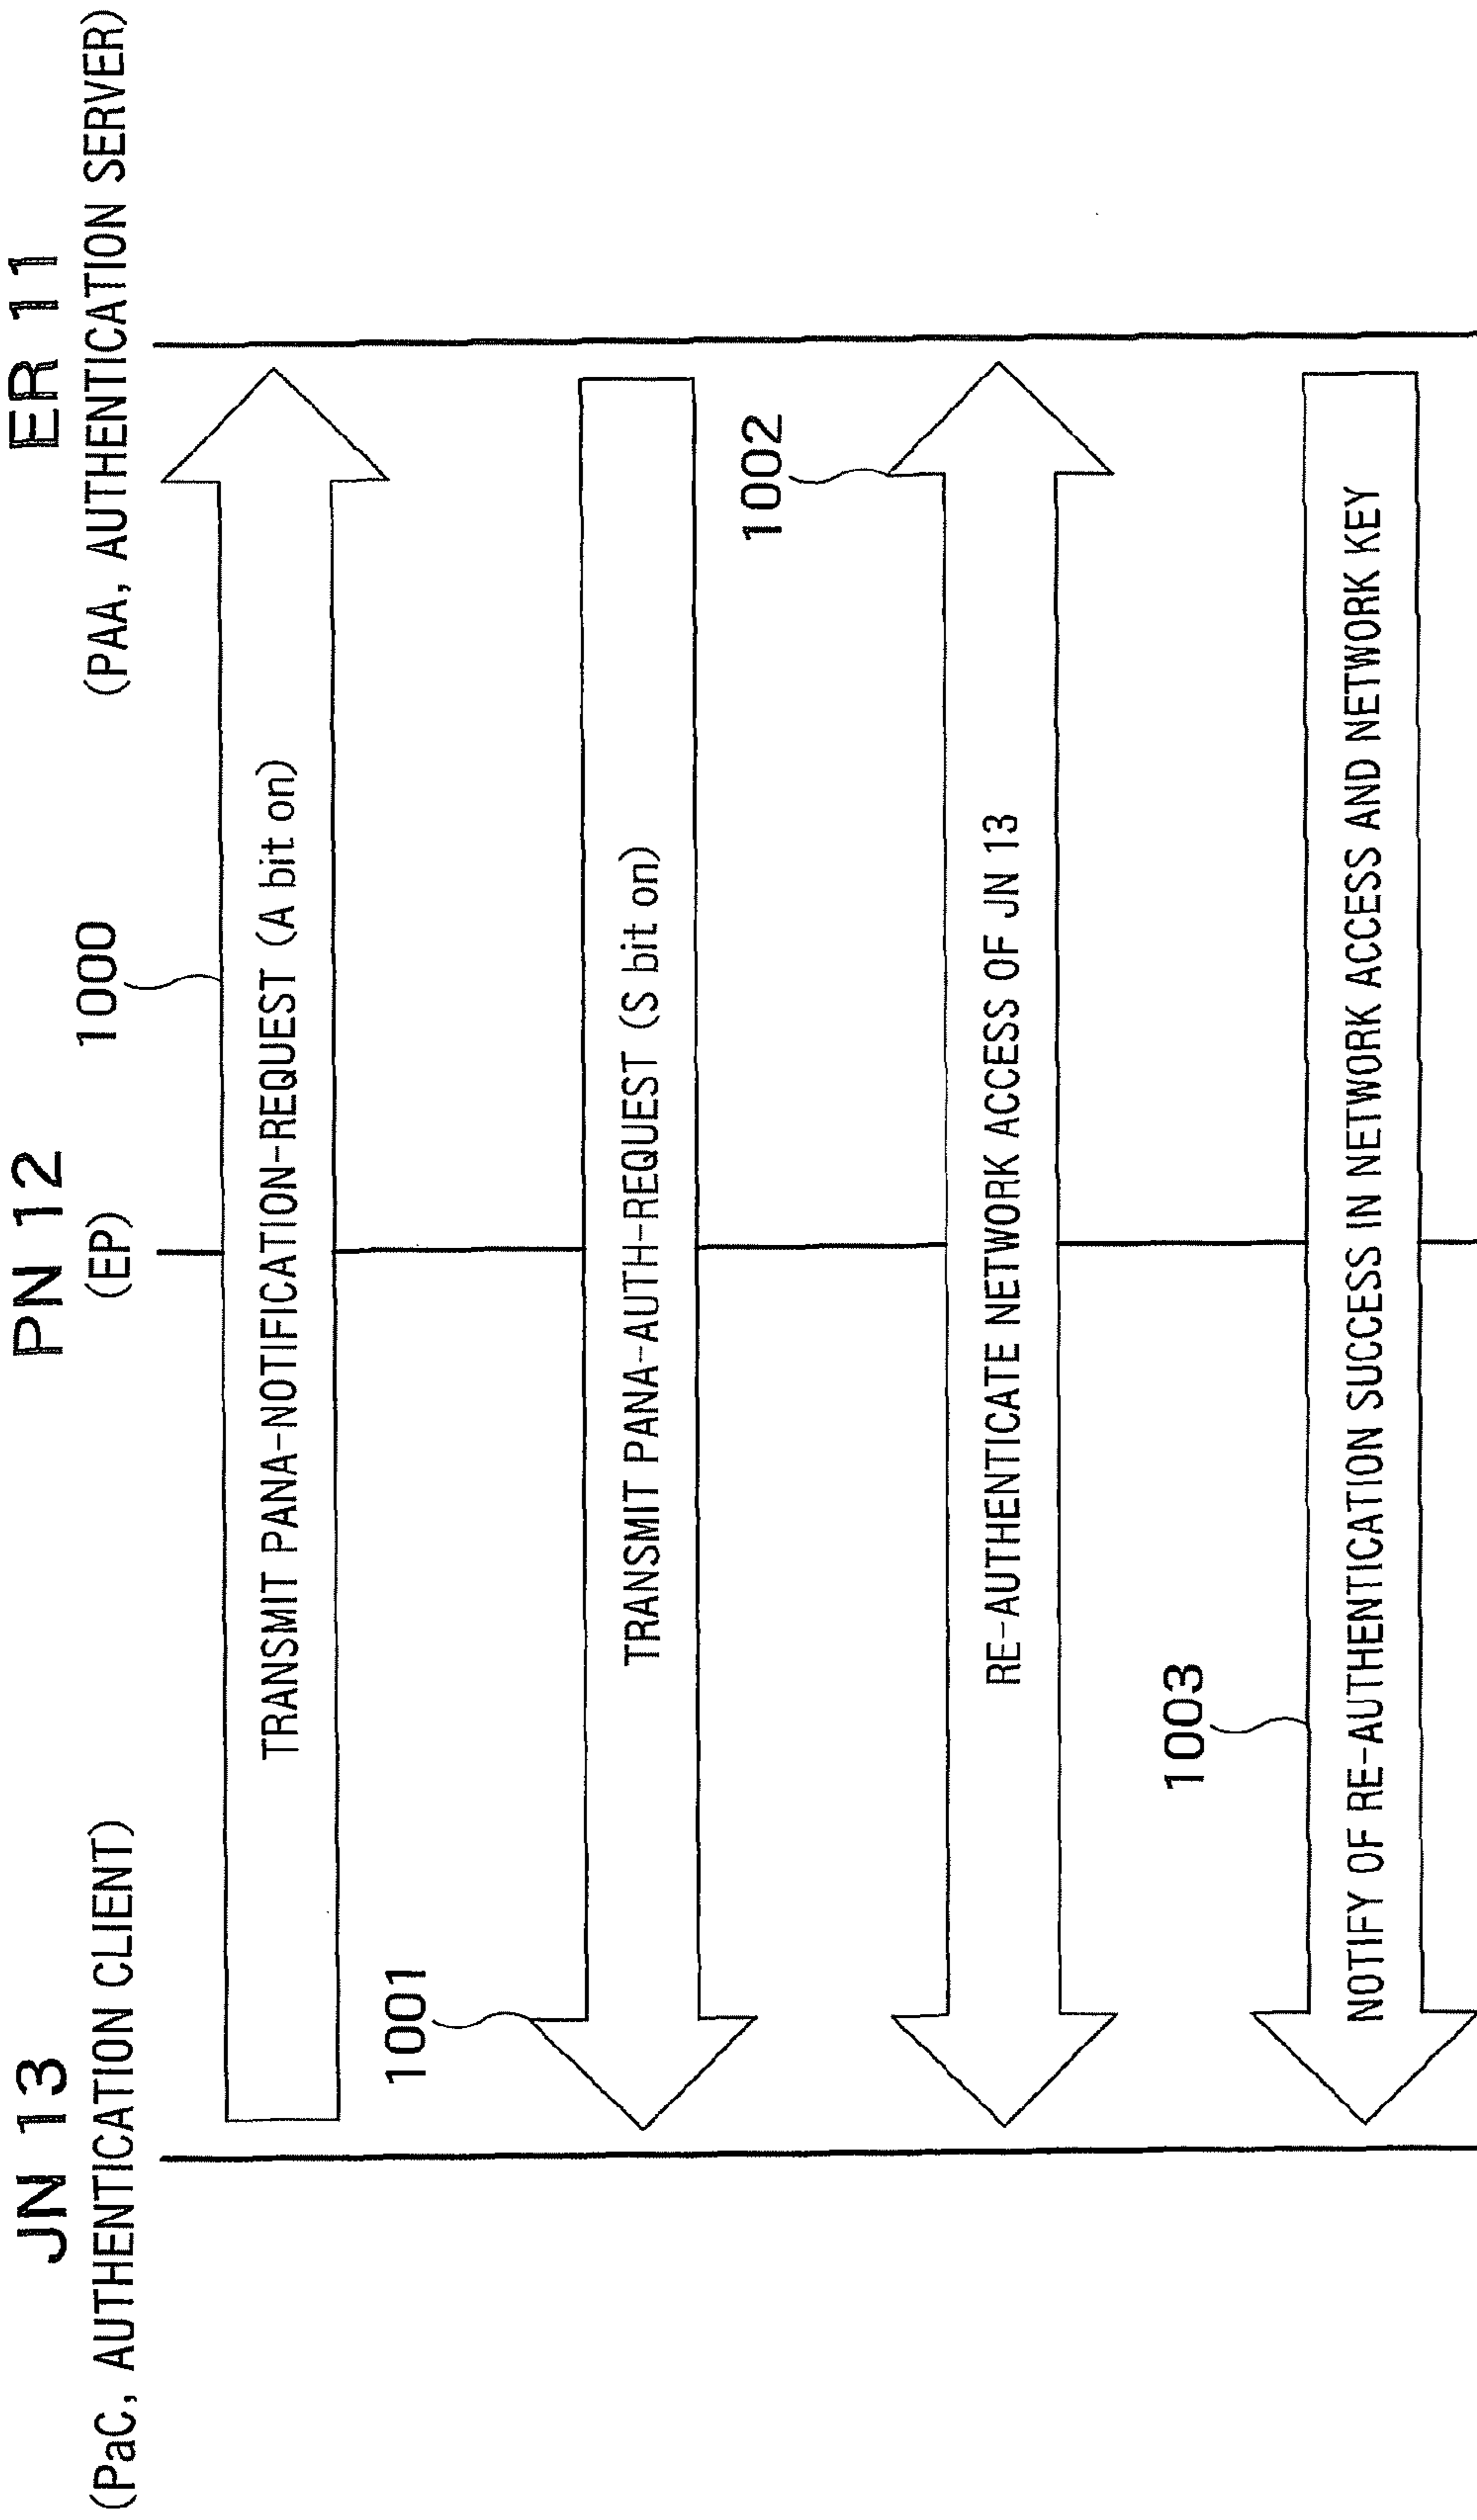 JN 13
(PaC, AUTHENTICATION CLIENT)
PN 12
(EP)
ER 11
(PAA, AUTHENTICATION SERVER)
1000
TRANSMIT PANA-NOTIFICATION-REQUEST (A bit on)
1001
TRANSMIT PANA-AUTH-REQUEST (S bit on)
1002
RE-AUTHENTICATE NETWORK ACCESS OF JN 13
1003
NOTIFY OF RE-AUTHENTICATION SUCCESS IN NETWORK ACCESS AND NETWORK KEY